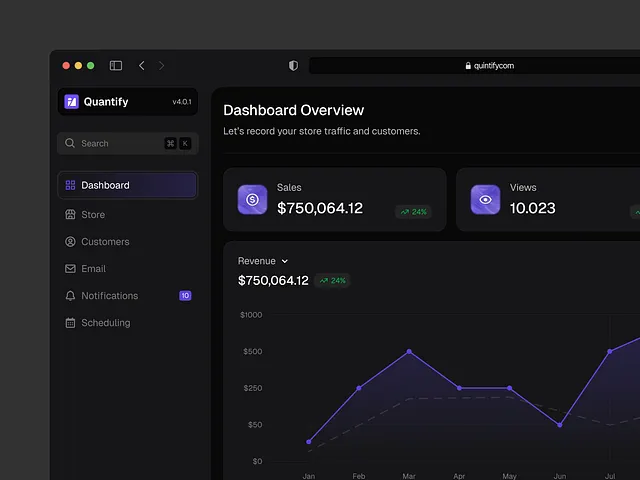 quintifycom
Quantify
v4.0.1
Search
⌘ K
Dashboard
Store
Customers
Email
Notifications
10
Scheduling
Dashboard Overview
Let's record your store traffic and customers.
Sales
$750,064.12
24%
Views
10.023
Revenue
$750,064.12
24%
$1000
$500
$250
$50
$0
Jan Feb Mar Apr May Jun Jul